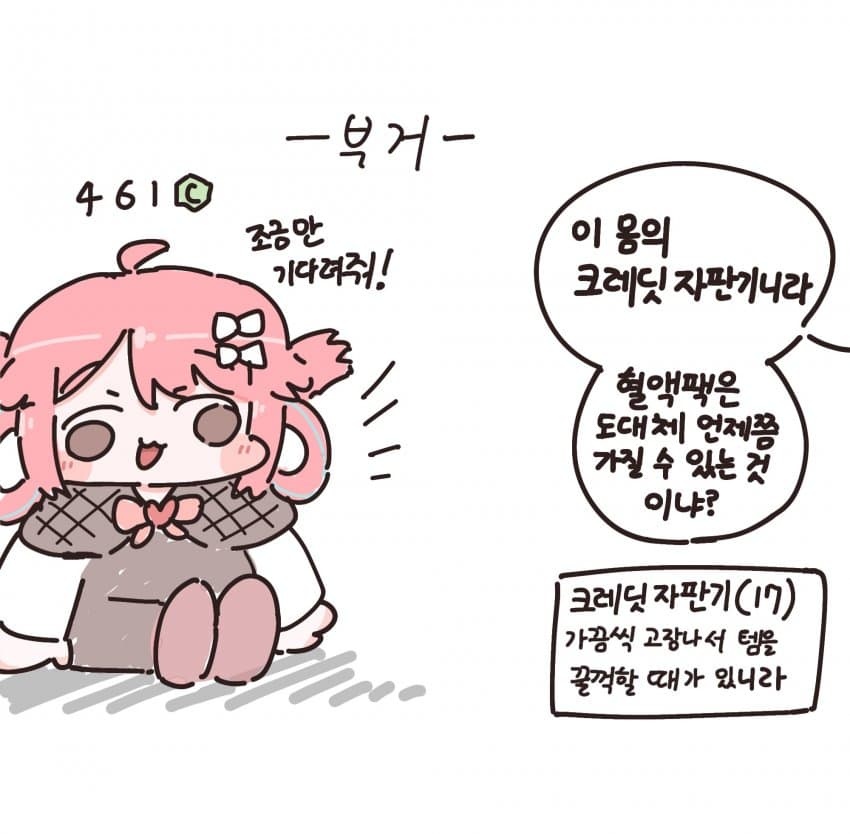 -부거-
461 C
조금만
기다려줘!
이 몸의
크레딧 자판기니라
혈액팩은
도대체 언제쯤
가질 수 있는 것
이냐?
크레딧 자판기(17)
가끔씩 고장나서 템을
꿀꺽할 때가 있니라